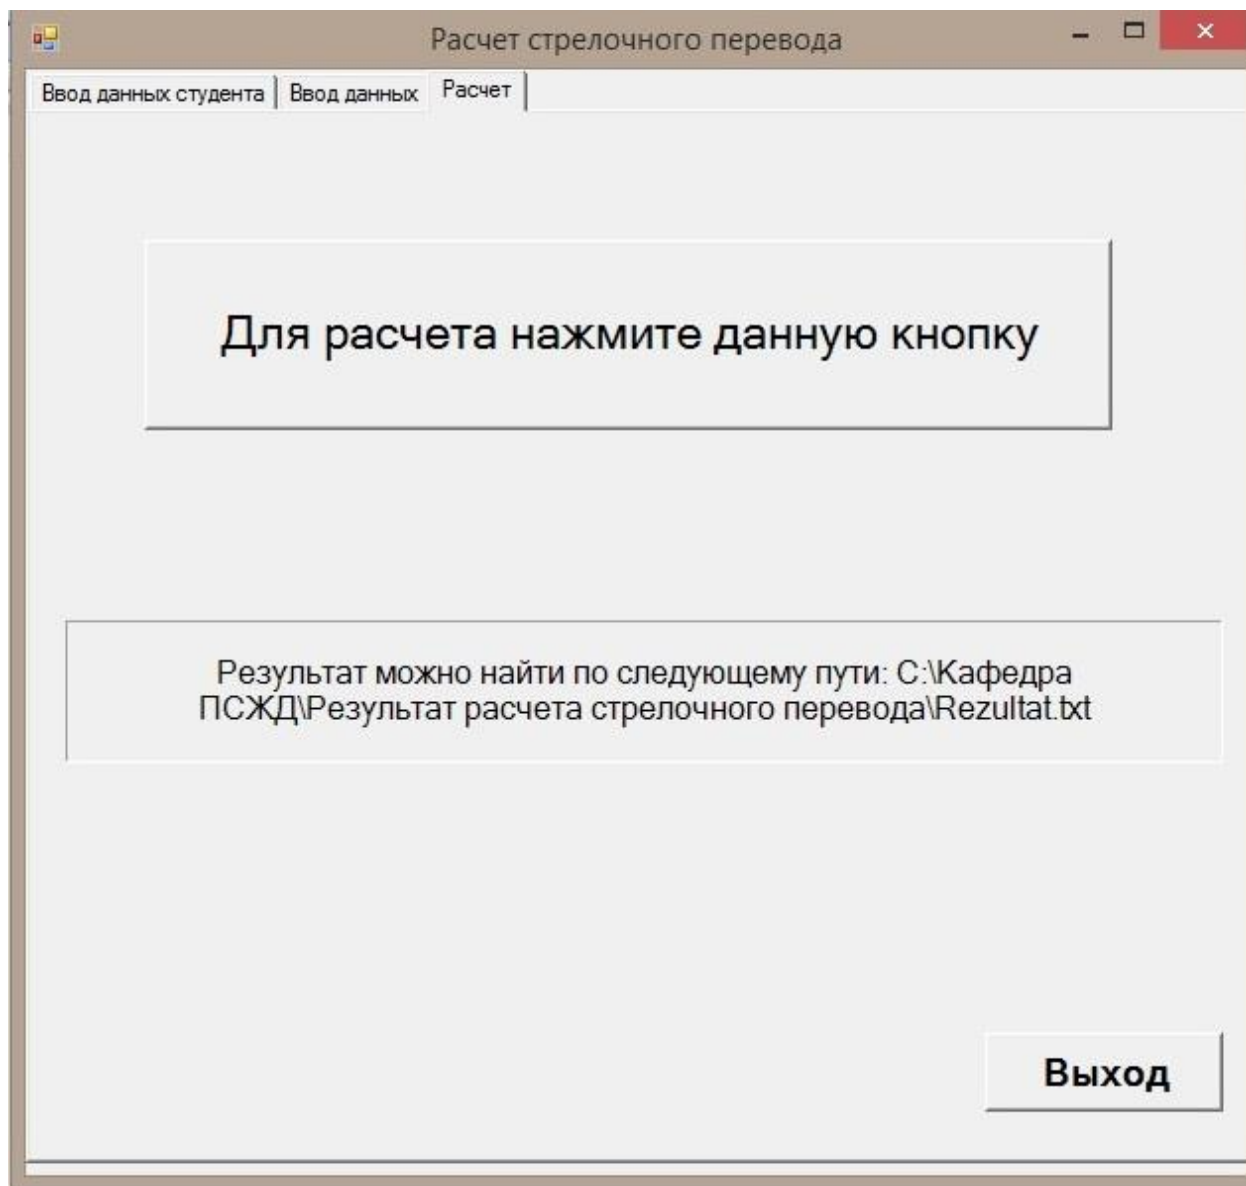 Расчет стрелочного перевода
Ввод данных студента Ввод данных Расчет
Для расчета нажмите данную кнопку
Результат можно найти по следующему пути: C:\Кафедра
ПСЖД\Результат расчета стрелочного перевода\Rezultat.txt
Выход